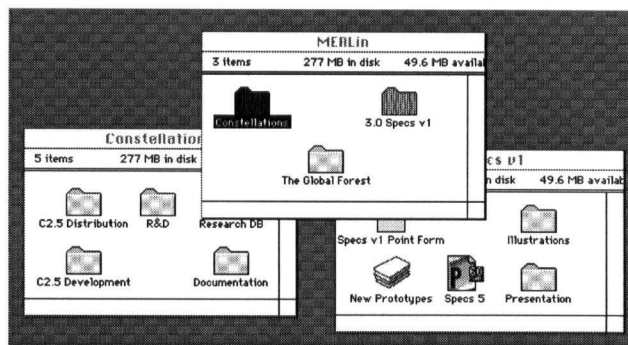 MERLin
3 items 277 MB in disk 49.6 MB availab
Constellations 3.0 Specs v1
The Global Forest
Constellation
5 items 277 MB in disk
C2.5 Distribution R&D Research DB
C2.5 Development Documentation
cs v1
n disk 49.6 MB availab
Specs v1 Point Form Illustrations
New Prototypes Specs 5 Presentation